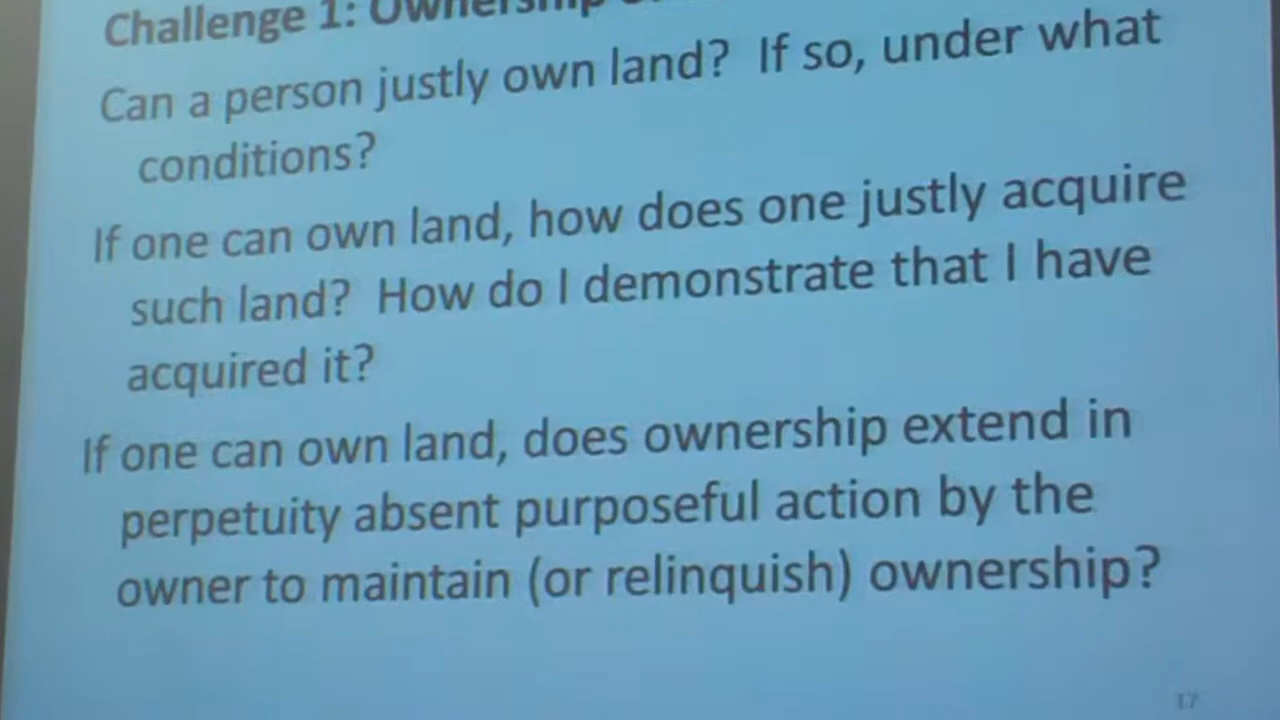 Challenge 1: Ownership
Can a person justly own land?  If so, under what
conditions?
If one can own land, how does one justly acquire
such land?  How do I demonstrate that I have
acquired it?
If one can own land, does ownership extend in
perpetuity absent purposeful action by the
owner to maintain (or relinquish) ownership?
17